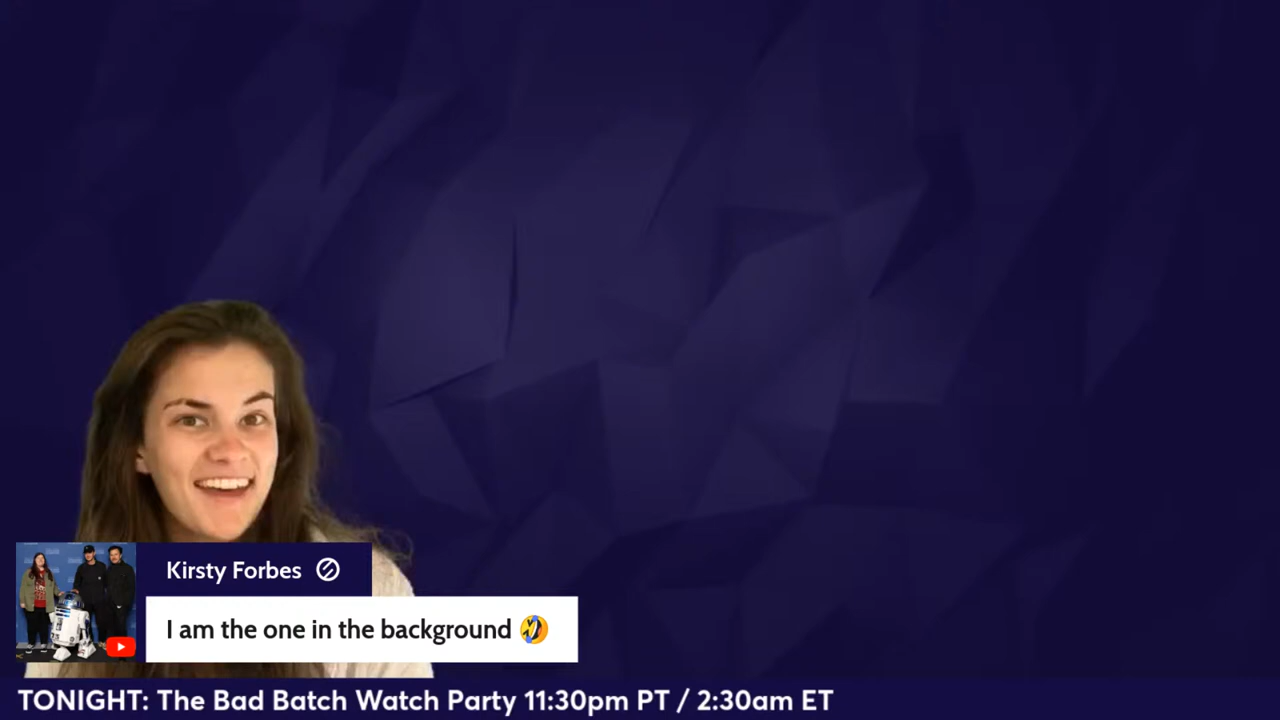 Kirsty Forbes
I am the one in the background 🤣
TONIGHT: The Bad Batch Watch Party 11:30pm PT / 2:30am ET